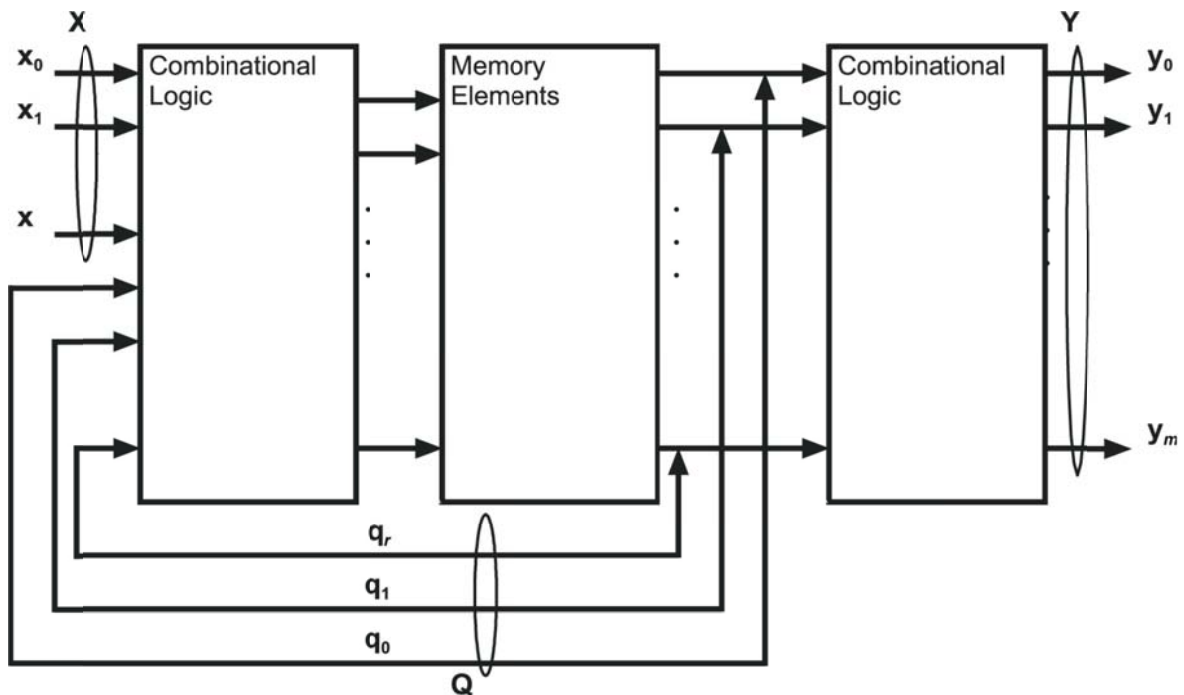 X
Y
x0
Combinational
Logic
Memory
Elements
Combinational
Logic
y0
x1
y1
x
ym
qr
q1
q0
Q